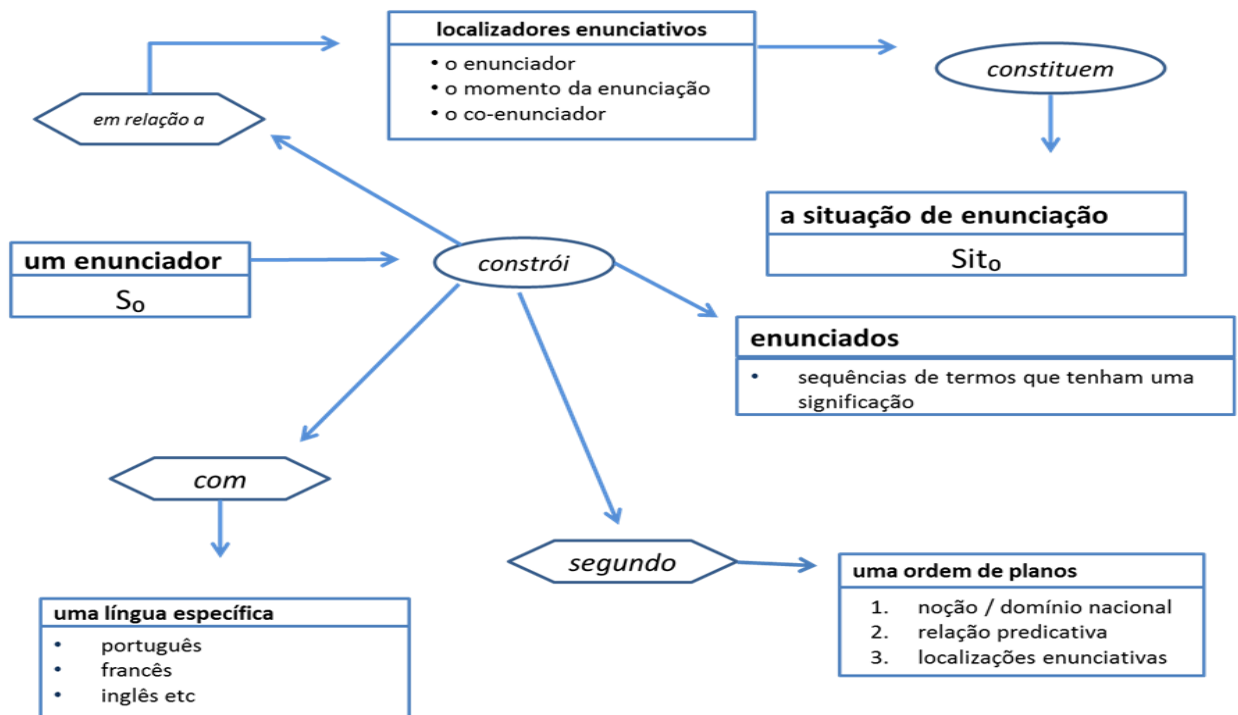 localizadores enunciativos
• o enunciador
• o momento da enunciação
• o co-enunciador
constituem
em relação a
a situação de enunciação
Sit₀
um enunciador
S₀
constrói
enunciados
• sequências de termos que tenham uma
significação
com
segundo
uma ordem de planos
1. noção / domínio nacional
2. relação predicativa
3. localizações enunciativas
uma língua específica
• português
• francês
• inglês etc